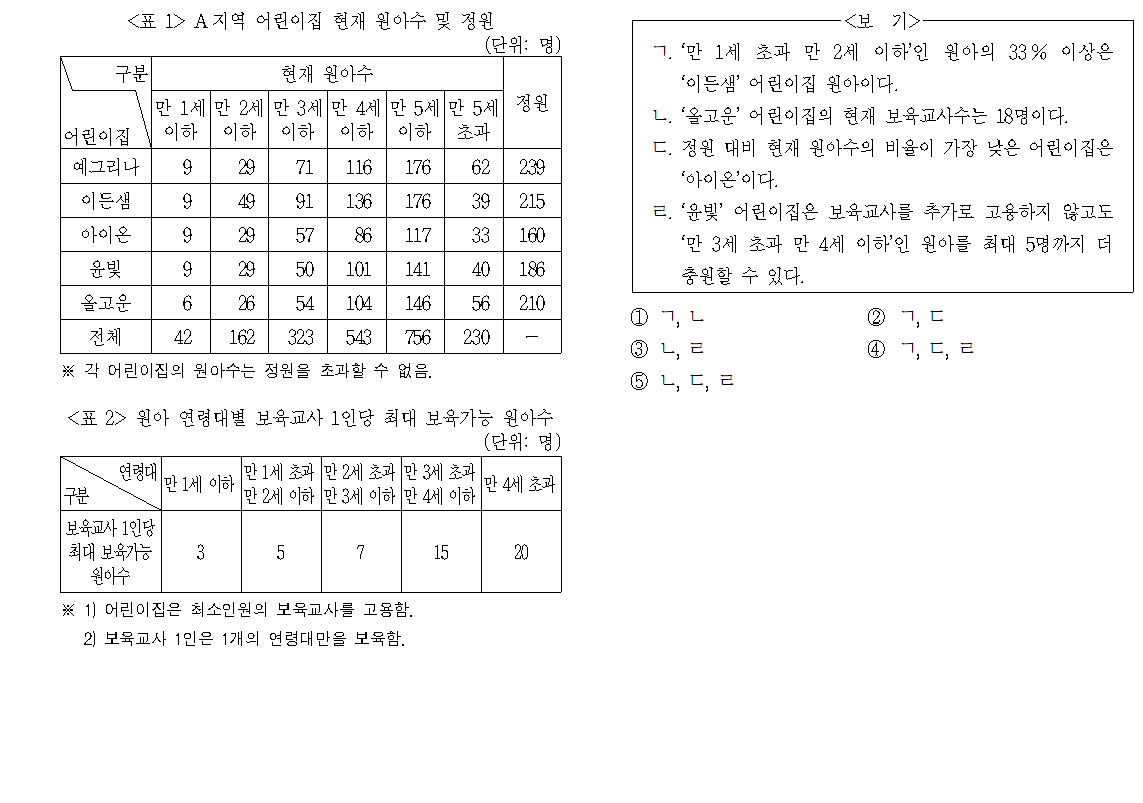 <표 1> A지역 어린이집 현재 원아수 및 정원
(단위: 명)
구분 현재 원아수 정원
어린이집 만 1세 이하 만 2세 이하 만 3세 이하 만 4세 이하 만 5세 이하 만 5세 초과
예그리나 9 29 71 116 176 62 239
이든샘 9 49 91 136 176 39 215
아이온 9 29 57 86 117 33 160
윤빛 9 29 50 101 141 40 186
올고운 6 26 54 104 146 56 210
전체 42 162 323 543 756 230 －
※ 각 어린이집의 원아수는 정원을 초과할 수 없음.
<표 2> 원아 연령대별 보육교사 1인당 최대 보육가능 원아수
(단위: 명)
연령대 구분 만 1세 이하 만 1세 초과 만 2세 이하 만 2세 초과 만 3세 이하 만 3세 초과 만 4세 이하 만 4세 초과
보육교사 1인당 최대 보육가능 원아수 3 5 7 15 20
※ 1) 어린이집은 최소인원의 보육교사를 고용함.
2) 보육교사 1인은 1개의 연령대만을 보육함.
<보 기>
ㄱ. ‘만 1세 초과 만 2세 이하’인 원아의 33% 이상은
‘이든샘’ 어린이집 원아이다.
ㄴ. ‘올고운’ 어린이집의 현재 보육교사수는 18명이다.
ㄷ. 정원 대비 현재 원아수의 비율이 가장 낮은 어린이집은
‘아이온’이다.
ㄹ. ‘윤빛’ 어린이집은 보육교사를 추가로 고용하지 않고도
‘만 3세 초과 만 4세 이하’인 원아를 최대 5명까지 더
충원할 수 있다.
① ㄱ, ㄴ ② ㄱ, ㄷ
③ ㄴ, ㄹ ④ ㄱ, ㄷ, ㄹ
⑤ ㄴ, ㄷ, ㄹ